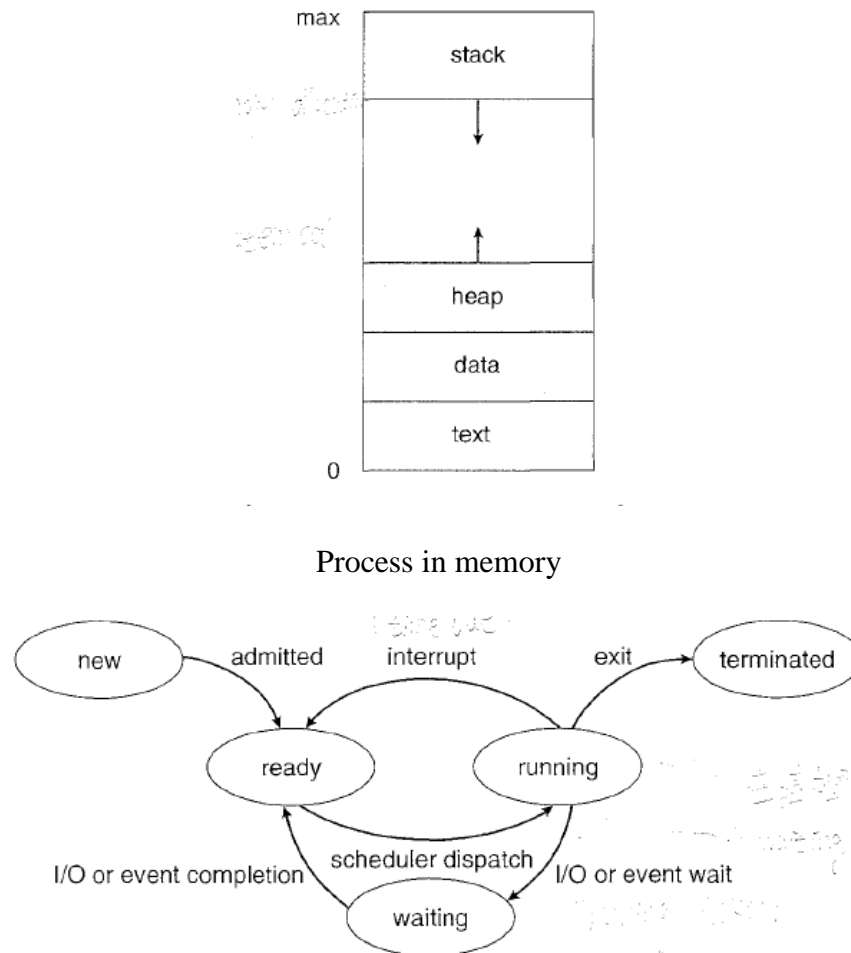 max
stack
heap
data
text
0
Process in memory
new
admitted
interrupt
exit
terminated
ready
running
scheduler dispatch
I/O or event completion
I/O or event wait
waiting